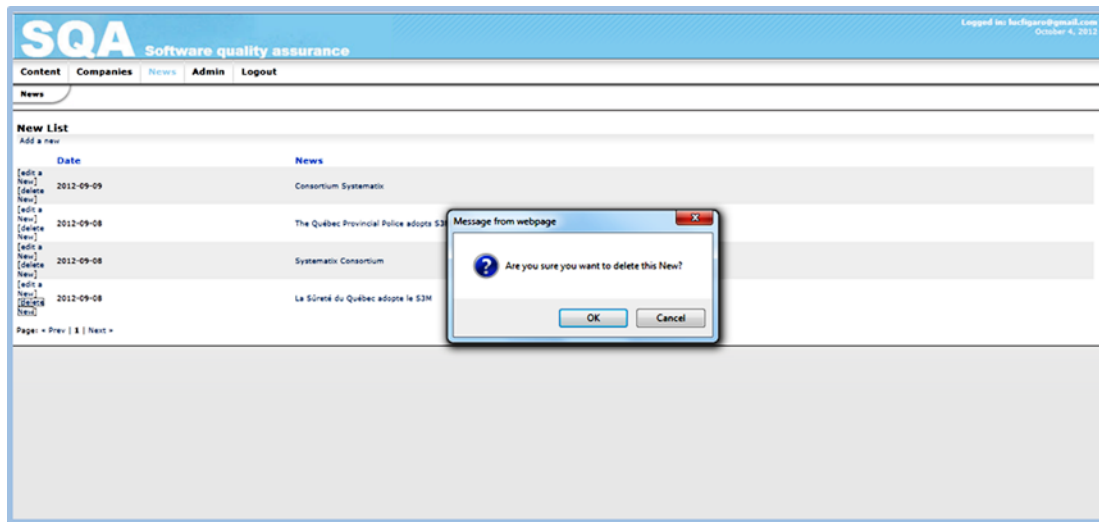 SQA Software quality assurance
Logged in: lucfigaro@gmail.com
October 4, 2012
Content Companies News Admin Logout
News
New List
Add a new
Date News
[edit a
New]
[delete
New]
2012-09-09 Consortium Systematix
[edit a
New]
[delete
New]
2012-09-08 The Québec Provincial Police adopts S3M
[edit a
New]
[delete
New]
2012-09-08 Systematix Consortium
[edit a
New]
[delete
New]
2012-09-08 La Sûreté du Québec adopte le S3M
Page: « Prev | 1 | Next »
Message from webpage
Are you sure you want to delete this New?
OK Cancel